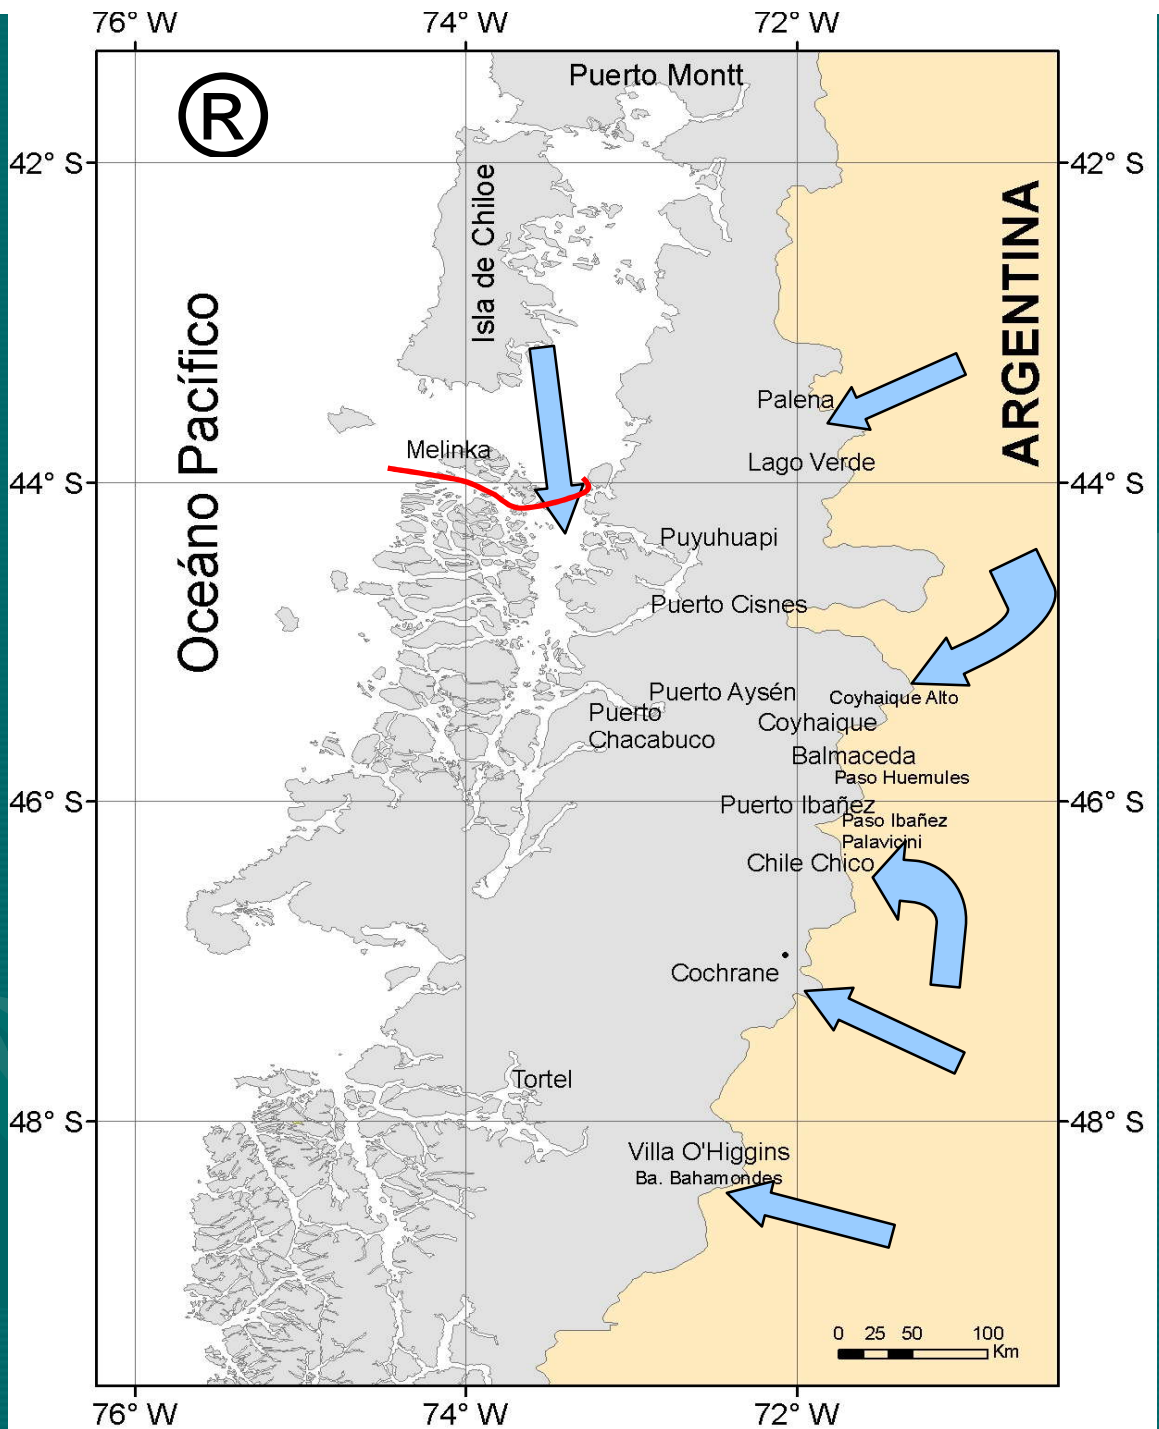 76° W 74° W 72° W
®
Puerto Montt
42° S 42° S
Isla de Chiloe
ARGENTINA
Océano Pacífico
Palena
Melinka
Lago Verde
44° S 44° S
Puyuhuapi
Puerto Cisnes
Puerto Aysén
Coyhaique Alto
Puerto
Chacabuco
Coyhaique
Balmaceda
Paso Huemules
46° S 46° S
Puerto Ibañez
Paso Ibañez
Palavicini
Chile Chico
Cochrane
Tortel
48° S 48° S
Villa O'Higgins
Ba. Bahamondes
0 25 50 100
Km
76° W 74° W 72° W